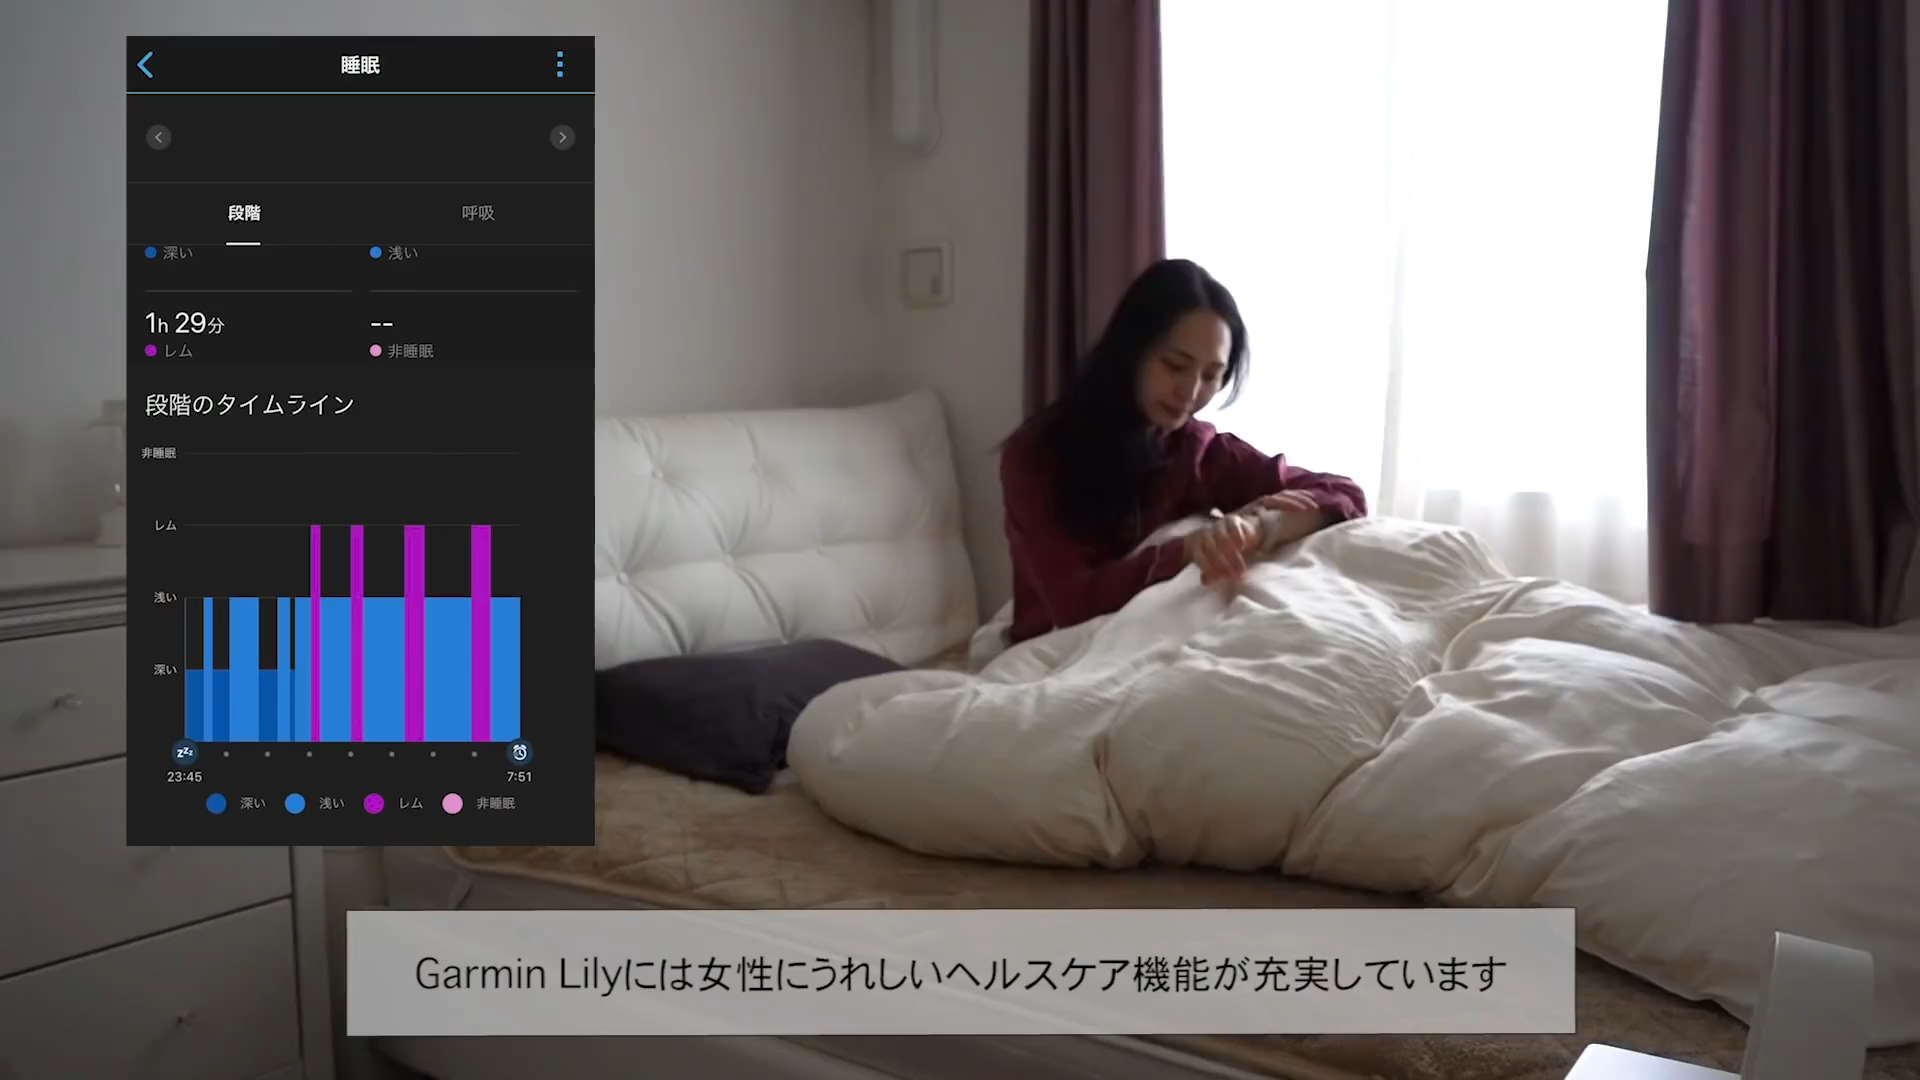 睡眠
段階 呼吸
深い 浅い
1h 29分 --
レム 非睡眠
段階のタイムライン
非睡眠
レム
浅い
深い
zzz
23:45 7:51
深い 浅い レム 非睡眠
Garmin Lilyには女性にうれしいヘルスケア機能が充実しています